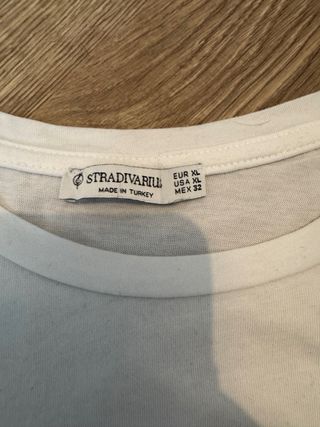 STRADIVARIUS
MADE IN TURKEY
EUR XL
USA XL
MEX 32